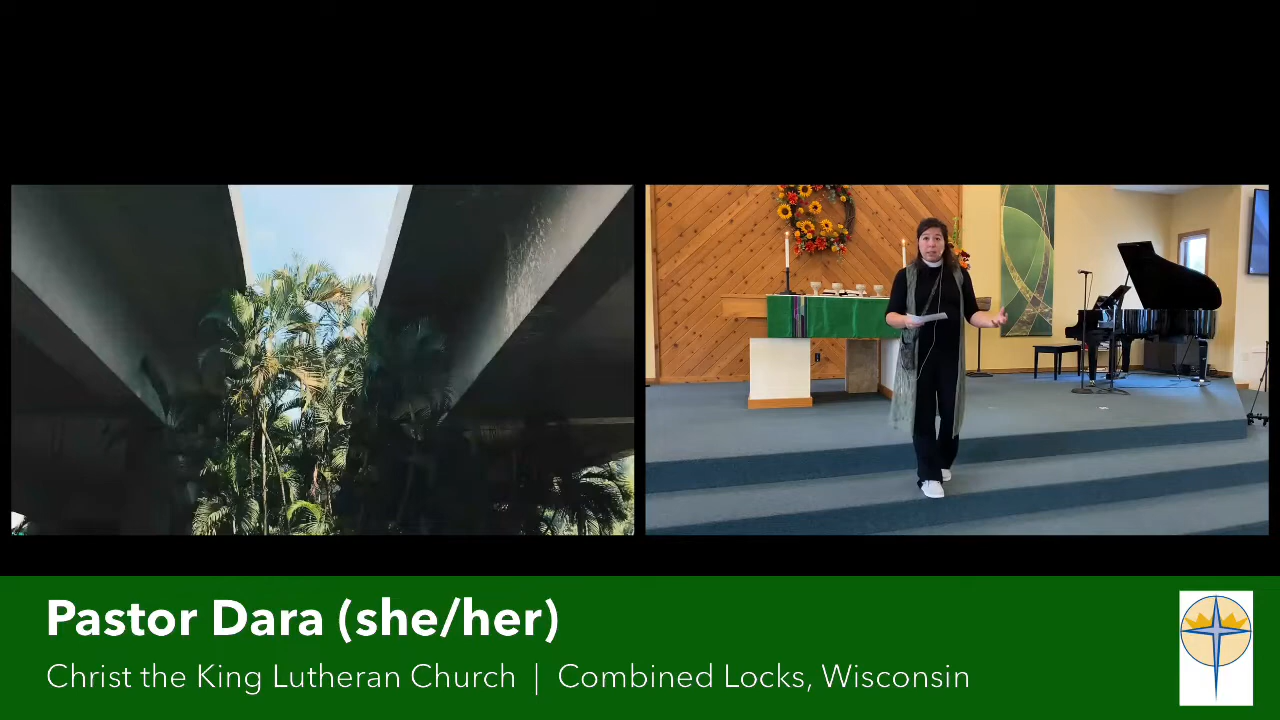 Pastor Dara (she/her)
Christ the King Lutheran Church | Combined Locks, Wisconsin